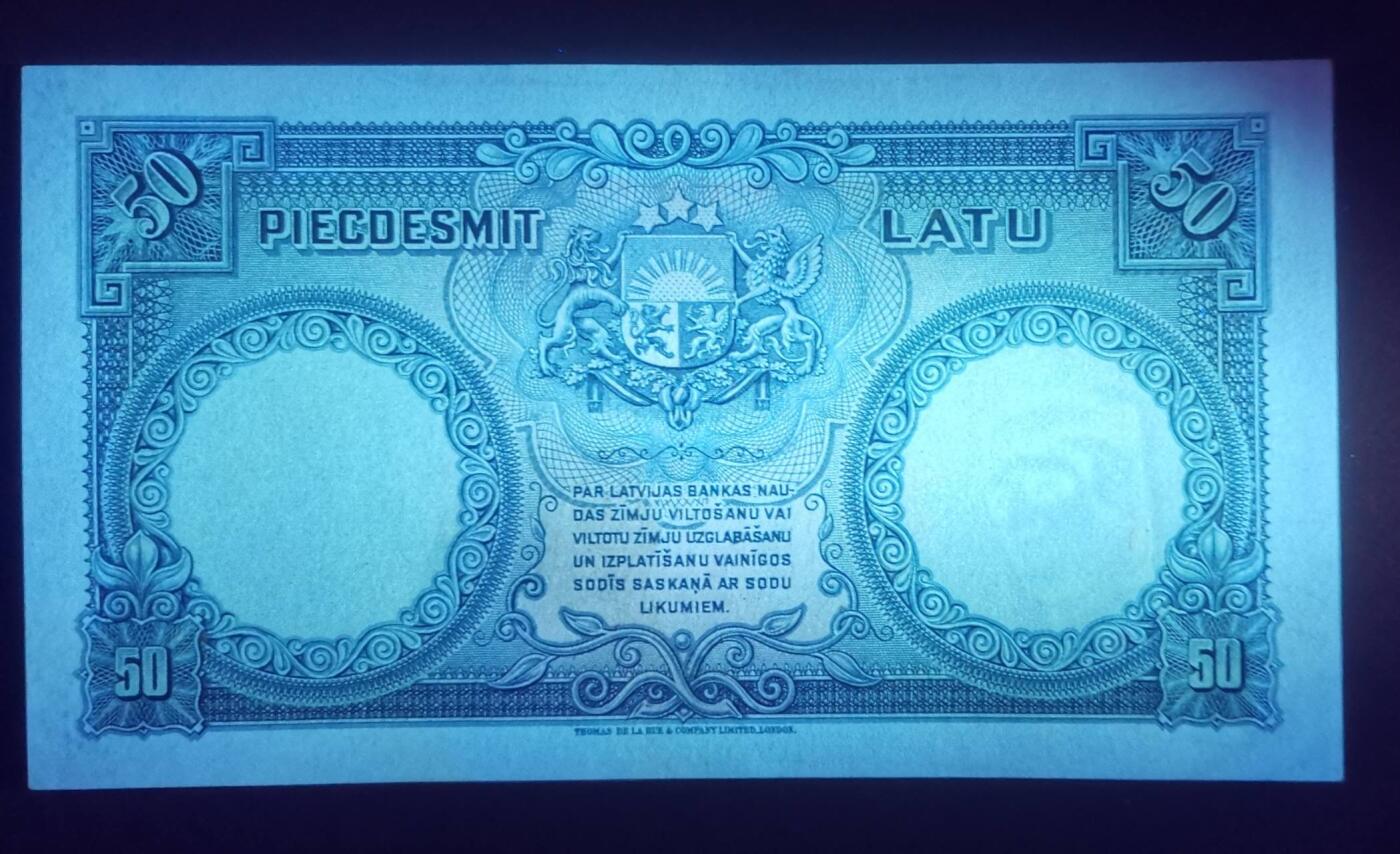 50
50
PIECDESMIT LATU
PAR LATVIJAS BANKAS NAU-
DAS ZĪMJU VILTOŠANU VAI
VILTOTU ZĪMJU UZGLABĀŠANU
UN IZPLATĪŠANU VAINĪGOS
SODĪS SASKAŅĀ AR SODU
LIKUMIEM.
50
50
THOMAS DE LA RUE & COMPANY LIMITED, LONDON.